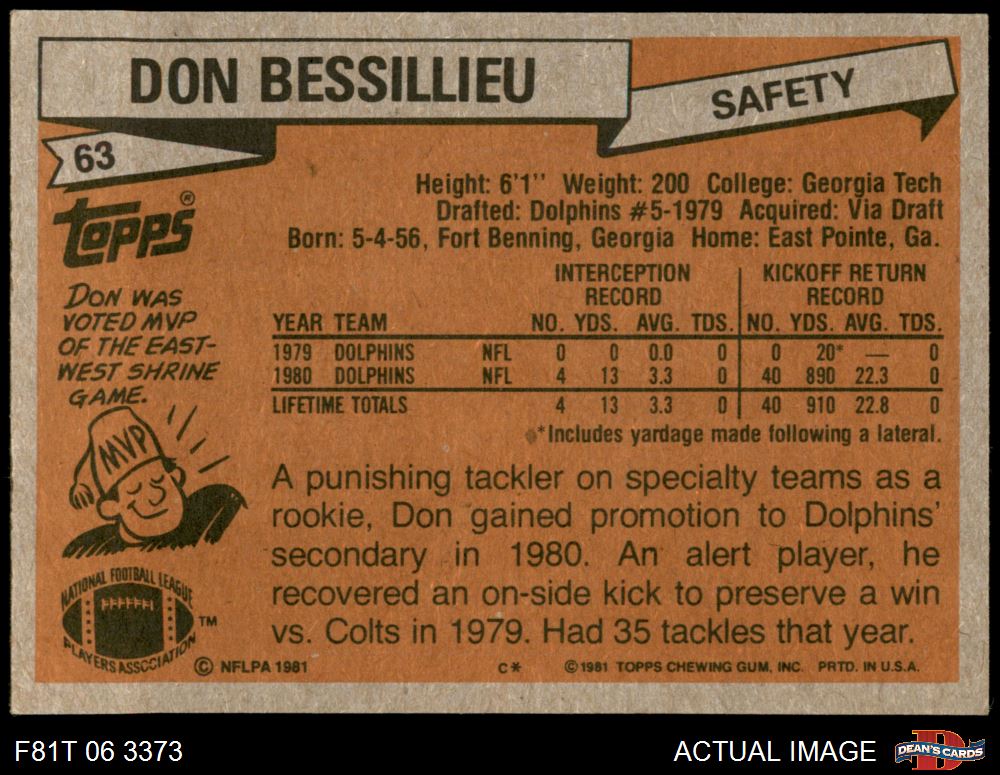 DON BESSILLIEU
SAFETY
63
TOPPS®
Height: 6'1" Weight: 200 College: Georgia Tech
Drafted: Dolphins #5-1979 Acquired: Via Draft
Born: 5-4-56, Fort Benning, Georgia Home: East Pointe, Ga.
DON WAS
VOTED MVP
OF THE EAST-
WEST SHRINE
GAME.
MVP
INTERCEPTION KICKOFF RETURN
RECORD RECORD
YEAR TEAM NO. YDS. AVG. TDS. NO. YDS. AVG. TDS.
1979 DOLPHINS NFL 0 0 0.0 0 0 20* — 0
1980 DOLPHINS NFL 4 13 3.3 0 40 890 22.3 0
LIFETIME TOTALS 4 13 3.3 0 40 910 22.8 0
*Includes yardage made following a lateral.
A punishing tackler on specialty teams as a
rookie, Don gained promotion to Dolphins'
secondary in 1980. An alert player, he
recovered an on-side kick to preserve a win
vs. Colts in 1979. Had 35 tackles that year.
NATIONAL FOOTBALL LEAGUE
PLAYERS ASSOCIATION
TM
© NFLPA 1981
C*
© 1981 TOPPS CHEWING GUM, INC. PRTD. IN U.S.A.
F81T 06 3373
ACTUAL IMAGE
D
DEAN'S CARDS